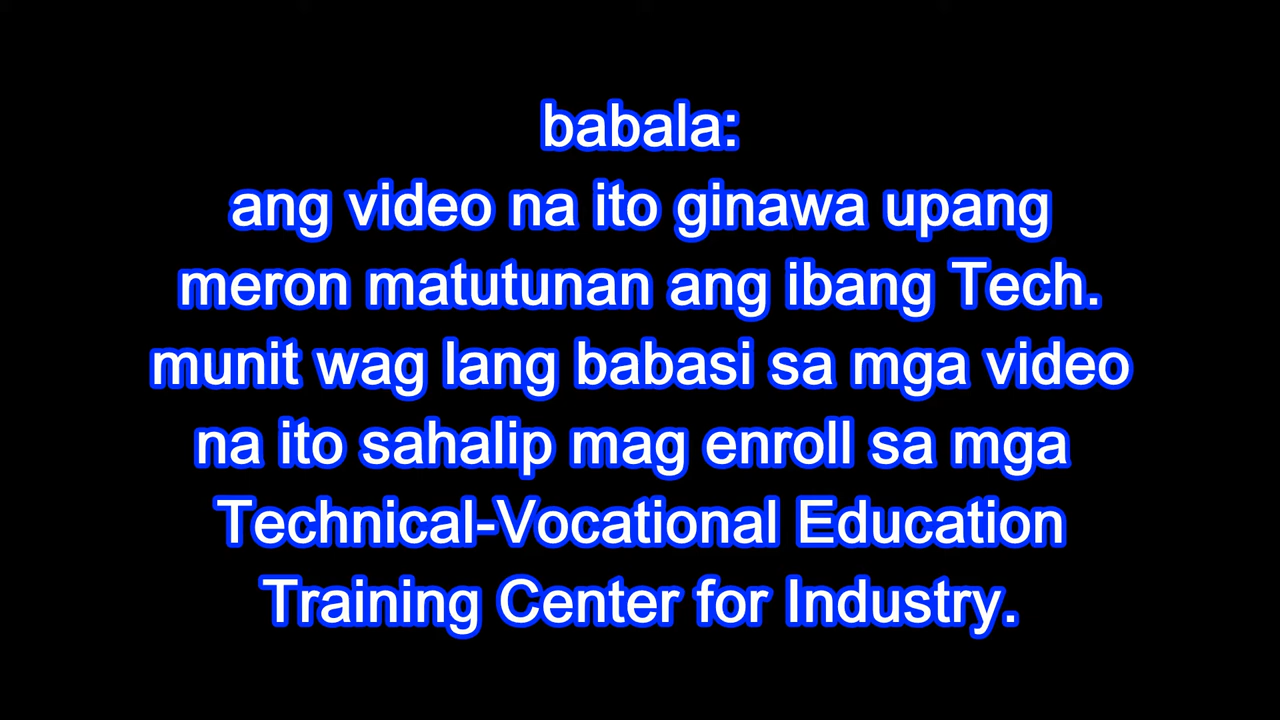 babala:
ang video na ito ginawa upang
meron matutunan ang ibang Tech.
munit wag lang babasi sa mga video
na ito sahalip mag enroll sa mga
Technical-Vocational Education
Training Center for Industry.